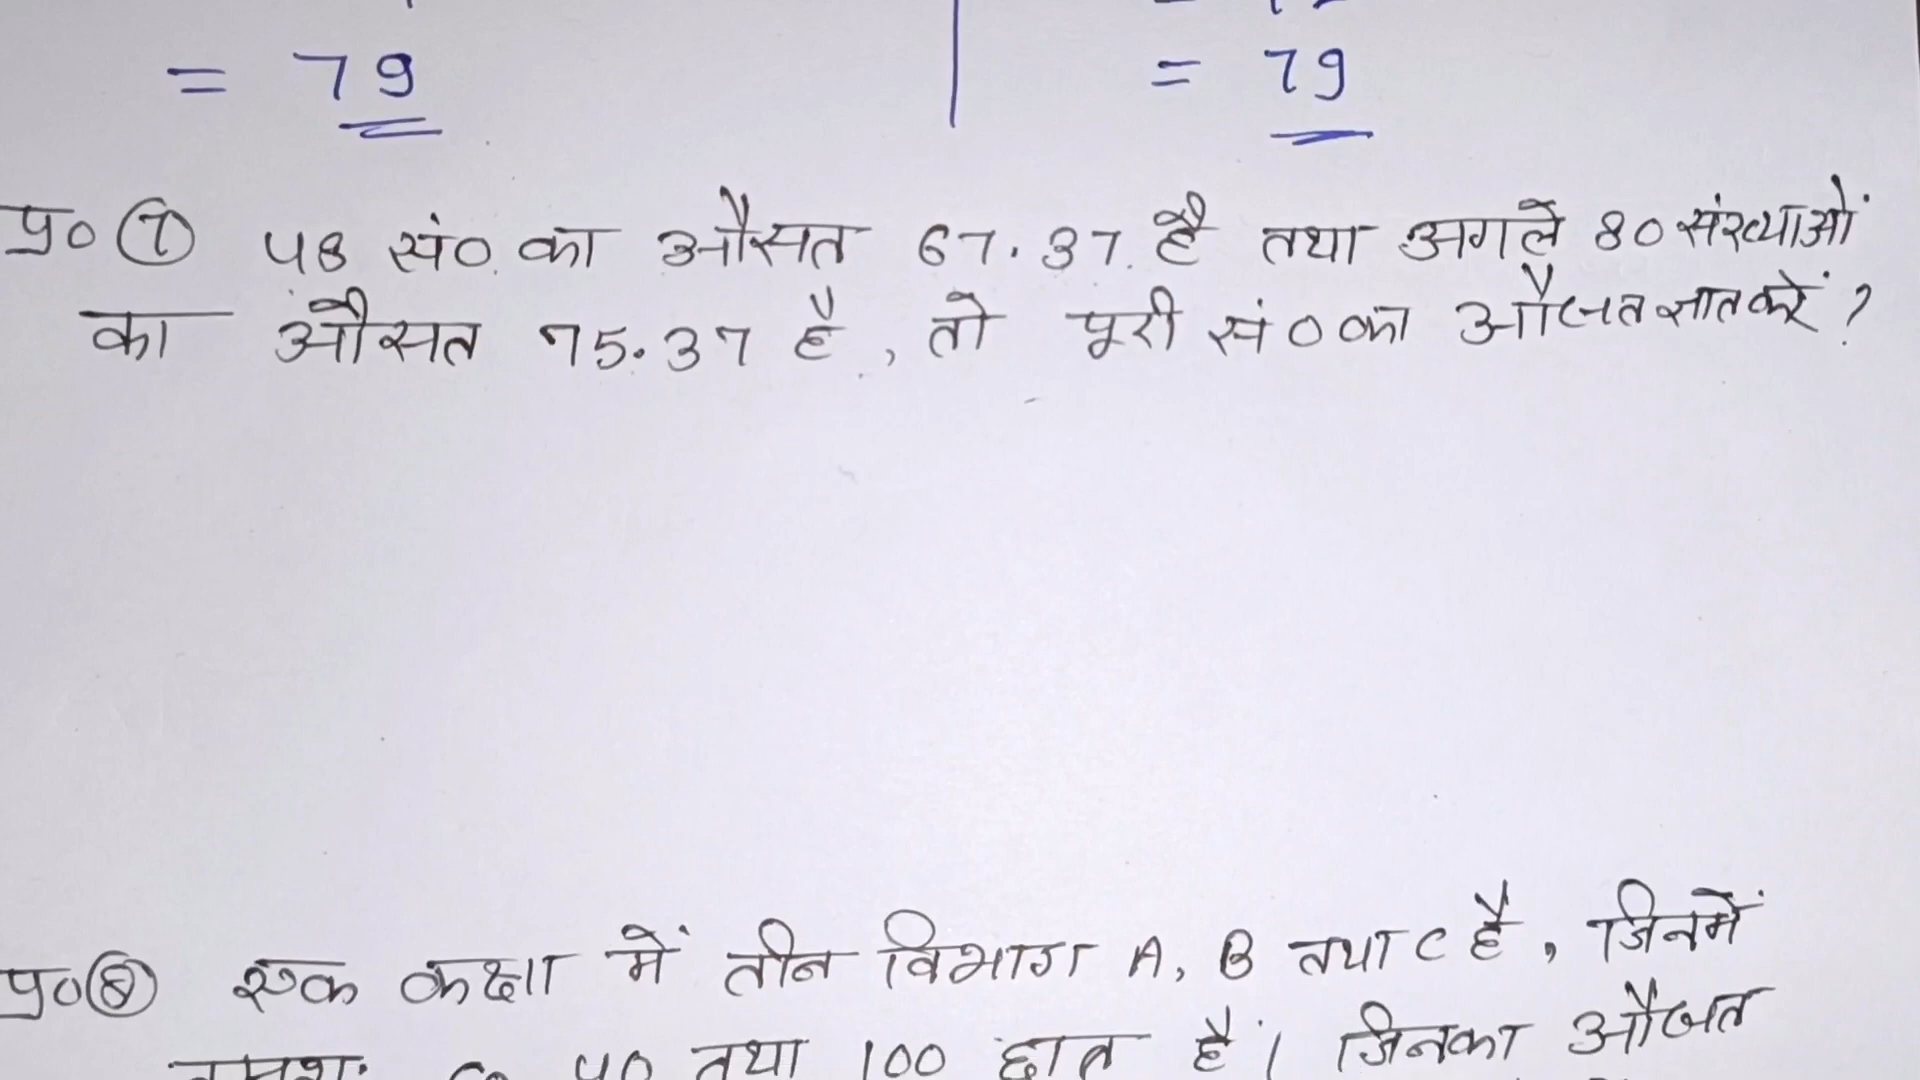 = 79
= 79
प्र० ⑦ 48 सं० का औसत 67.37 है तथा अगले 80 संख्याओं
का औसत 75.37 है, तो पूरी सं० का औसत ज्ञात करें ?
प्र० ⑧ एक कक्षा में तीन विभाग A, B तथा C है, जिनमें
तथा 100 छात्र हैं। जिनका औसत